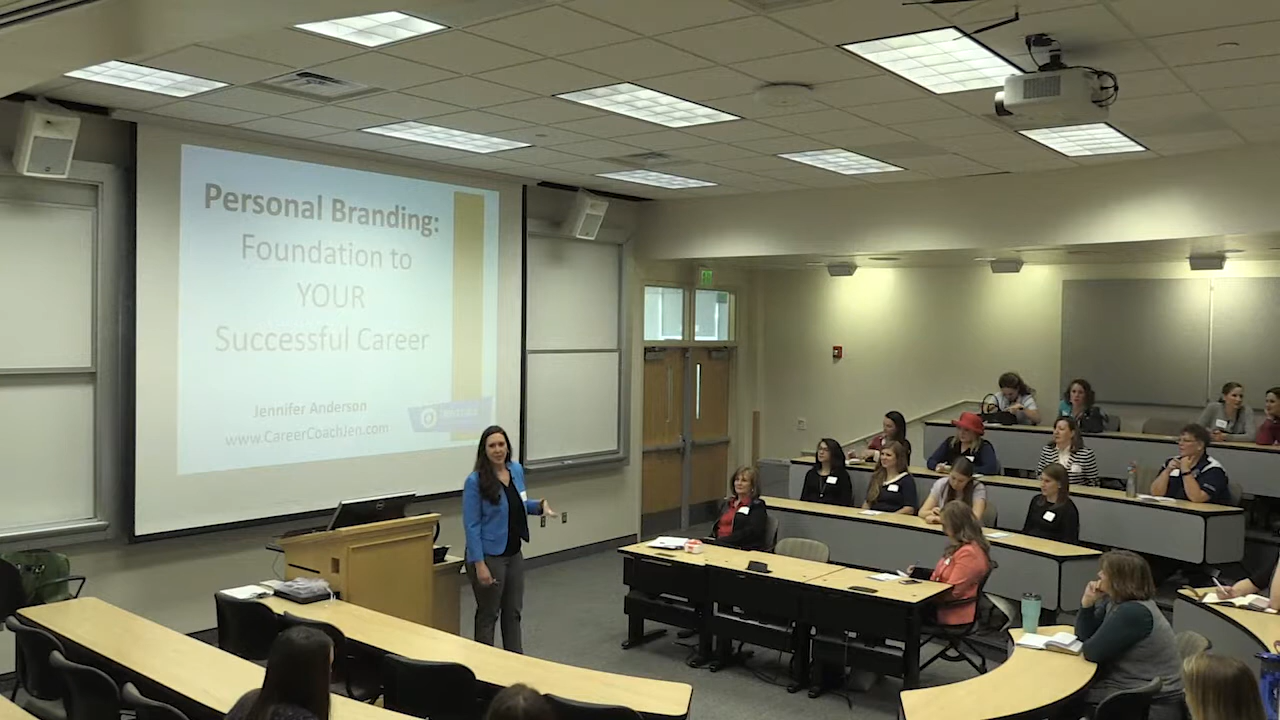 Personal Branding:
Foundation to
YOUR
Successful Career
Jennifer Anderson
www.CareerCoachJen.com